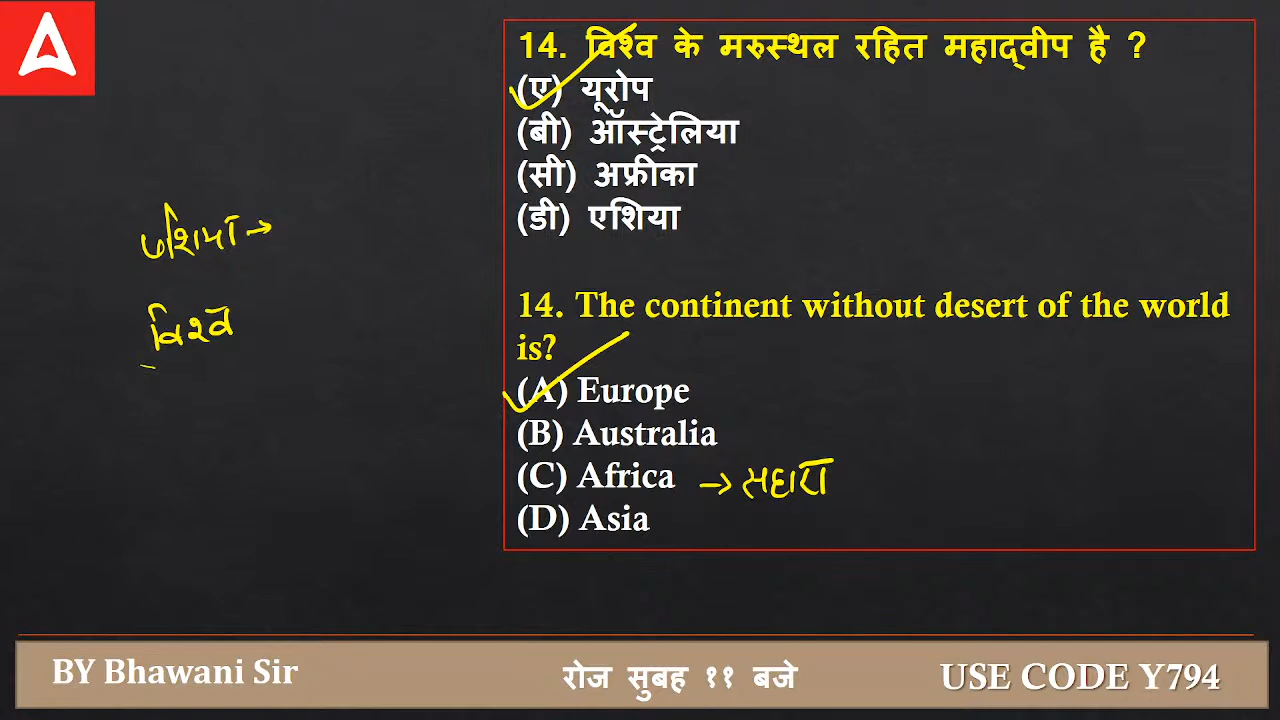 14. विश्व के मरुस्थल रहित महाद्वीप है ?
(ए) यूरोप
(बी) ऑस्ट्रेलिया
(सी) अफ्रीका
(डी) एशिया
एशिया →
विश्व
14. The continent without desert of the world
is?
(A) Europe
(B) Australia
(C) Africa → सहारा
(D) Asia
BY Bhawani Sir
रोज सुबह ११ बजे
USE CODE Y794